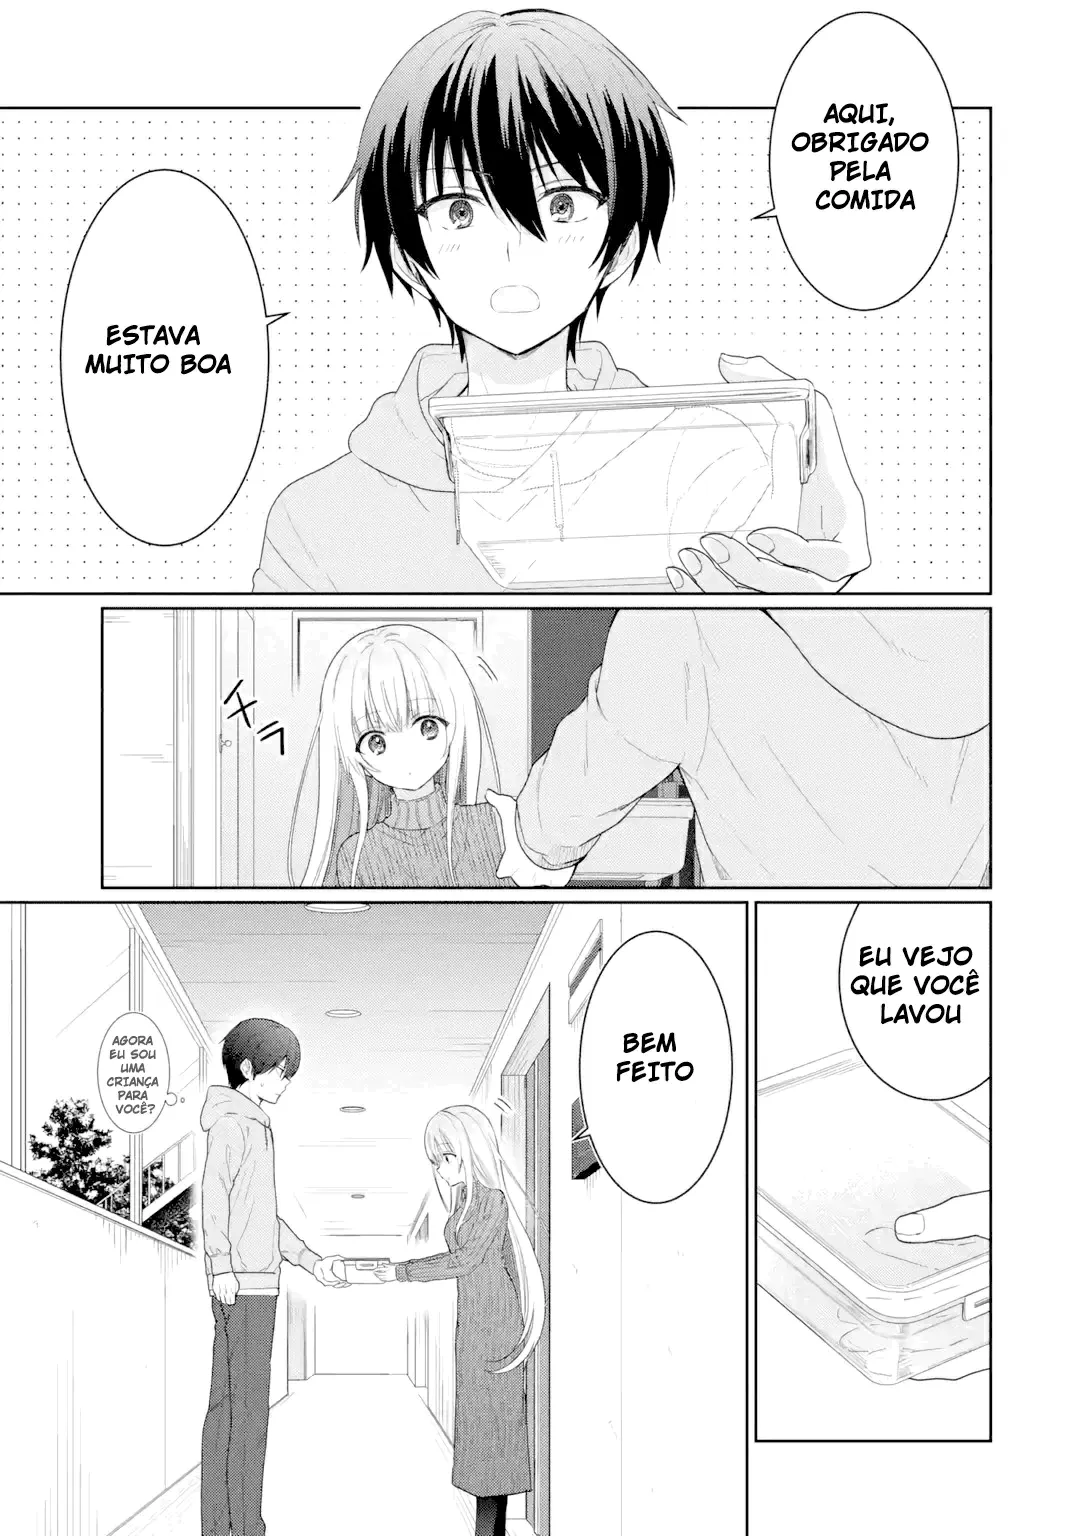 AQUI,
OBRIGADO
PELA
COMIDA
ESTAVA
MUITO BOA
チラ
EU VEJO
QUE VOCÊ
LAVOU
BEM
FEITO
AGORA
EU SOU
UMA
CRIANÇA
PARA
VOCÊ?